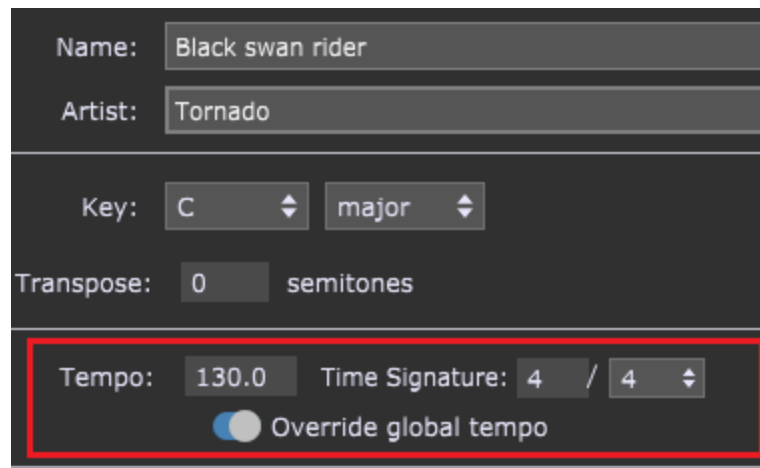 Name: Black swan rider
Artist: Tornado
Key: C major
Transpose: 0 semitones
Tempo: 130.0 Time Signature: 4 / 4
Override global tempo